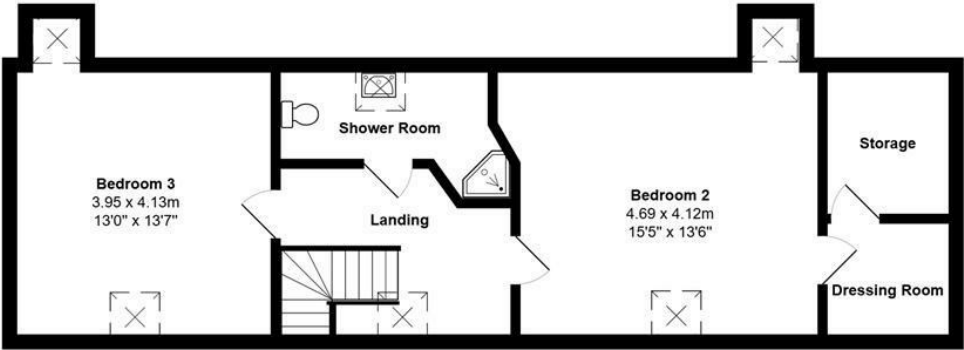 Shower Room
Storage
Bedroom 3
3.95 x 4.13m
13'0" x 13'7"
Bedroom 2
4.69 x 4.12m
15'5" x 13'6"
Landing
Dressing Room